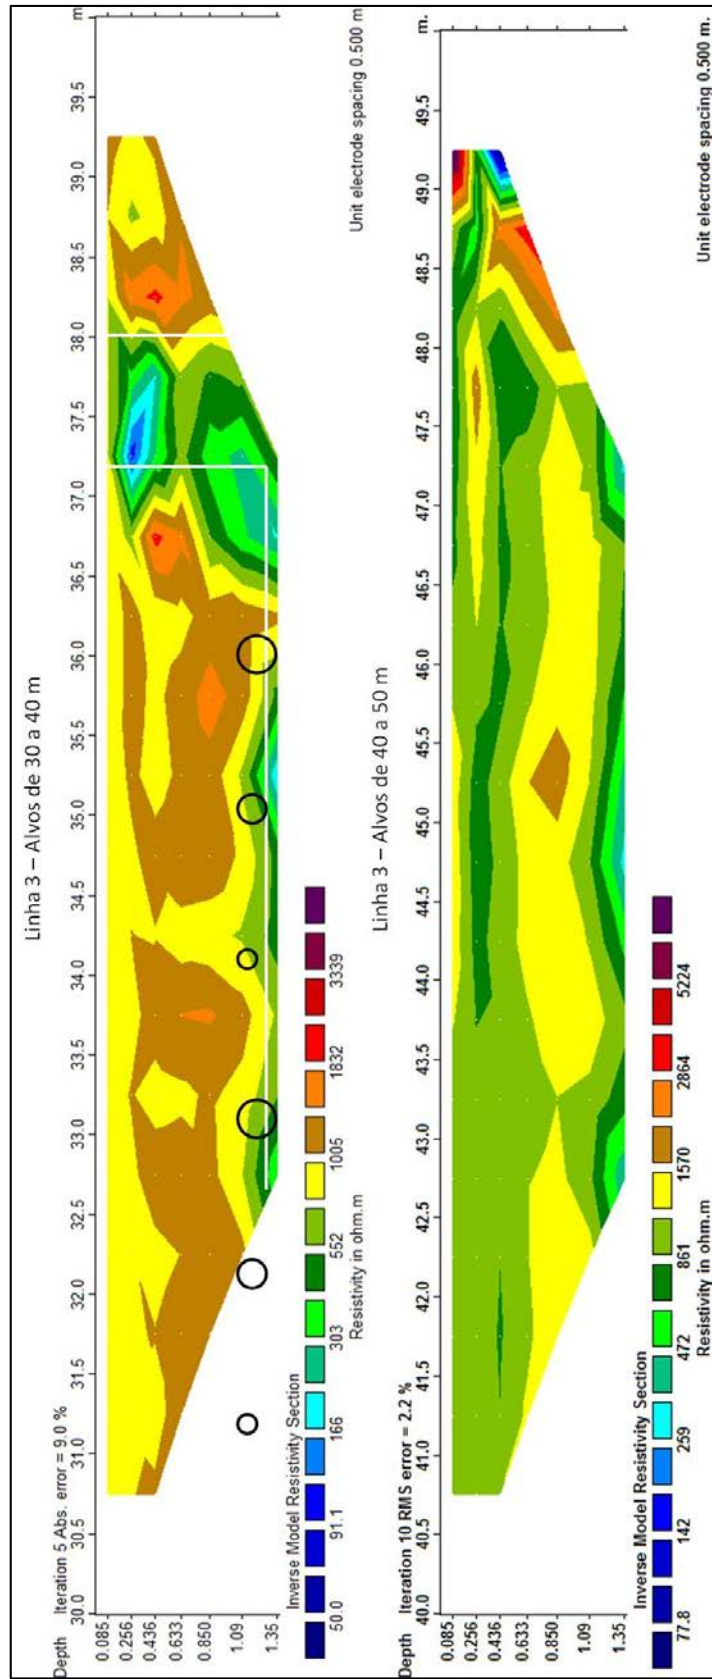 Linha 3 – Alvos de 30 a 40 m
Depth Iteration 5 Abs. error = 9.0 %
30.0 30.5 31.0 31.5 32.0 32.5 33.0 33.5 34.0 34.5 35.0 35.5 36.0 36.5 37.0 37.5 38.0 38.5 39.0 39.5 m.
0.085
0.256
0.436
0.633
0.850
1.09
1.35
Inverse Model Resistivity Section
50.0 91.1 166 303 552 1005 1832 3339
Resistivity in ohm.m
Unit electrode spacing 0.500 m.
Linha 3 – Alvos de 40 a 50 m
Depth Iteration 10 RMS error = 2.2 %
40.0 40.5 41.0 41.5 42.0 42.5 43.0 43.5 44.0 44.5 45.0 45.5 46.0 46.5 47.0 47.5 48.0 48.5 49.0 49.5 m.
0.085
0.256
0.436
0.633
0.850
1.09
1.35
Inverse Model Resistivity Section
77.8 142 259 472 861 1570 2864 5224
Resistivity in ohm.m
Unit electrode spacing 0.500 m.